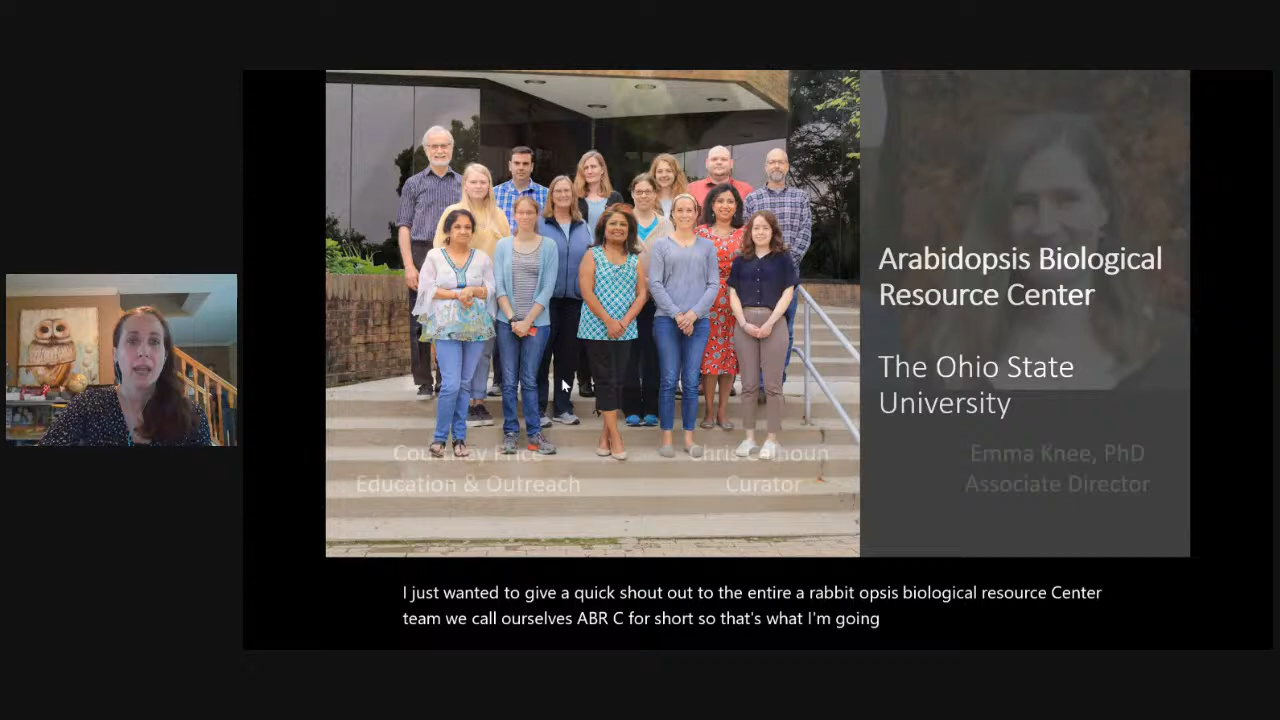 Arabidopsis Biological
Resource Center
The Ohio State
University
Courtney Price
Education & Outreach
Chris Calhoun
Curator
Emma Knee, PhD
Associate Director
I just wanted to give a quick shout out to the entire a rabbit opsis biological resource Center
team we call ourselves ABR C for short so that's what I'm going